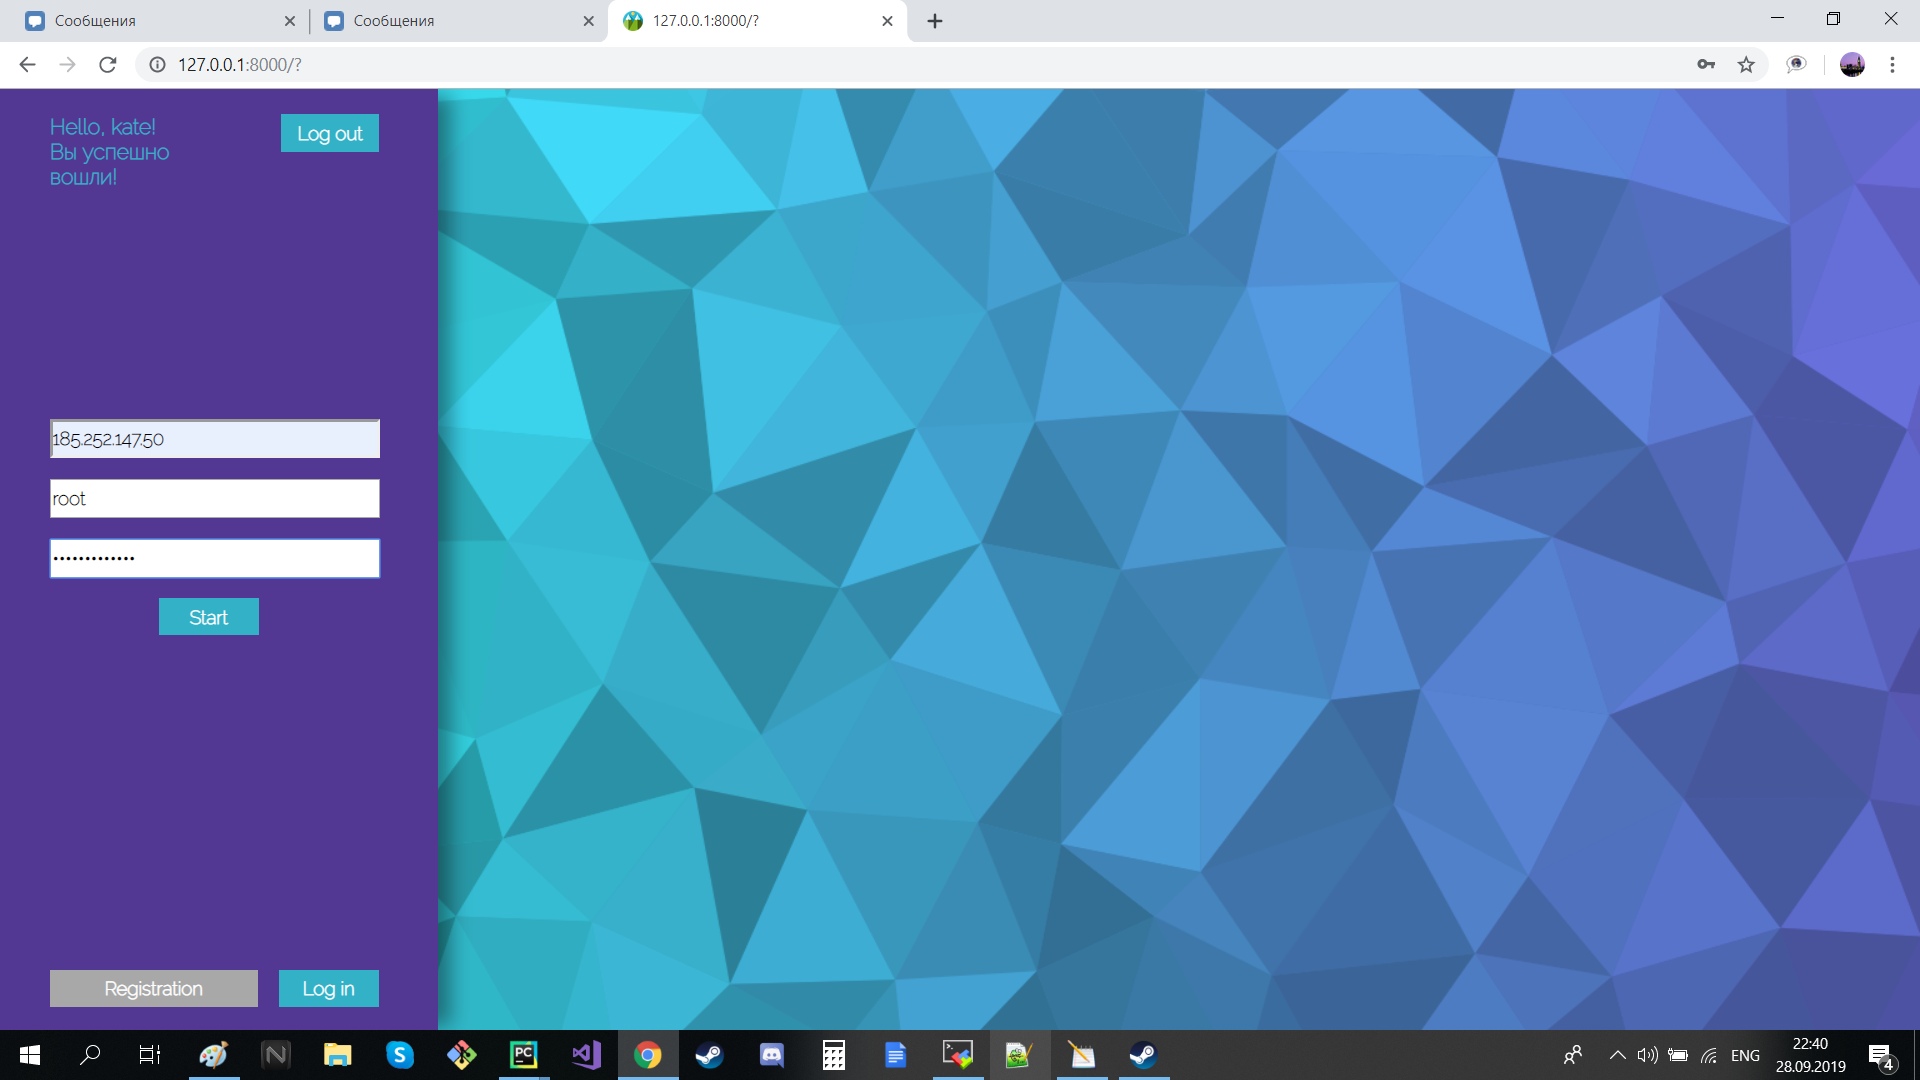 Сообщения
Сообщения
127.0.0.1:8000/?
127.0.0.1:8000/?
Hello, kate!
Вы успешно
вошли!
Log out
185.252.147.50
root
•••••••••••••
Start
Registration
Log in
PC
ENG
22:40
28.09.2019
4